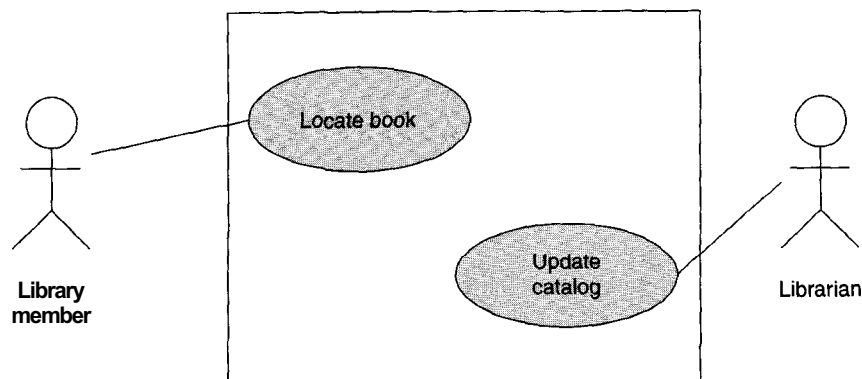 Locate book
Update
catalog
Library
member
Librarian